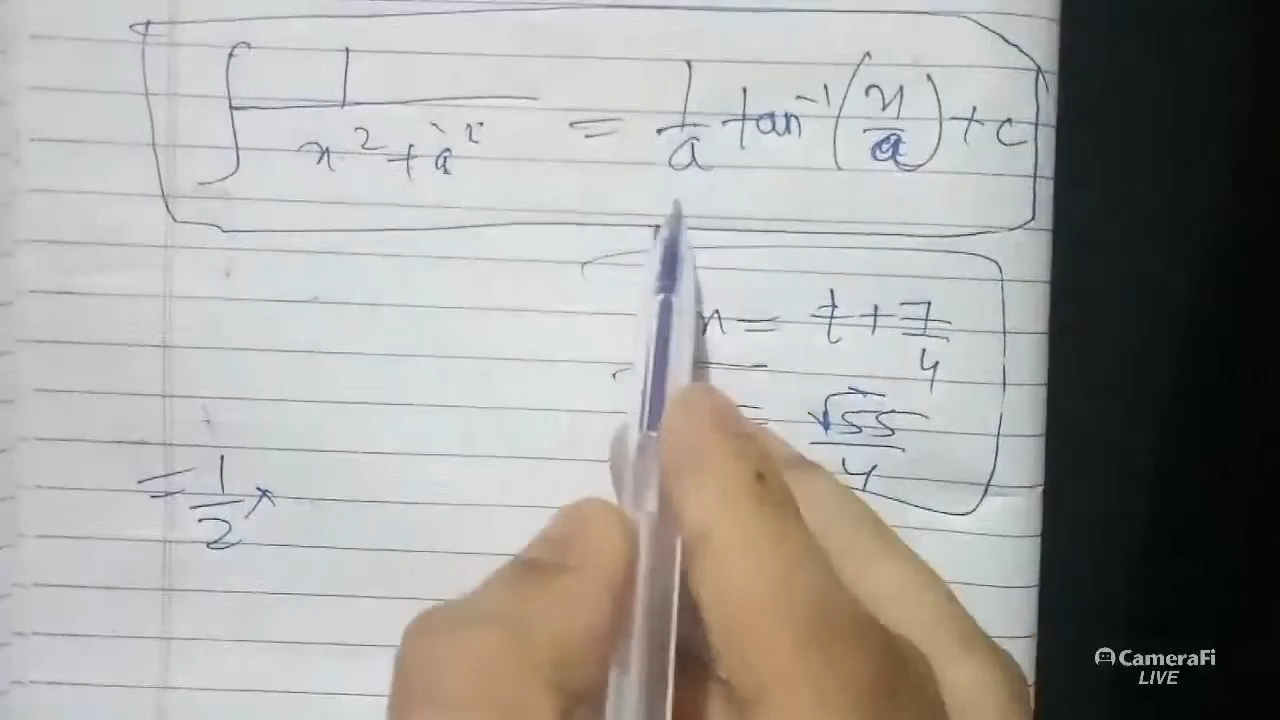 ∫ 1 / (x² + a²) = 1/a tan⁻¹(x/a) + c
x = t + 7/4
= √55/4
= 1/2 ×
CameraFi
LIVE